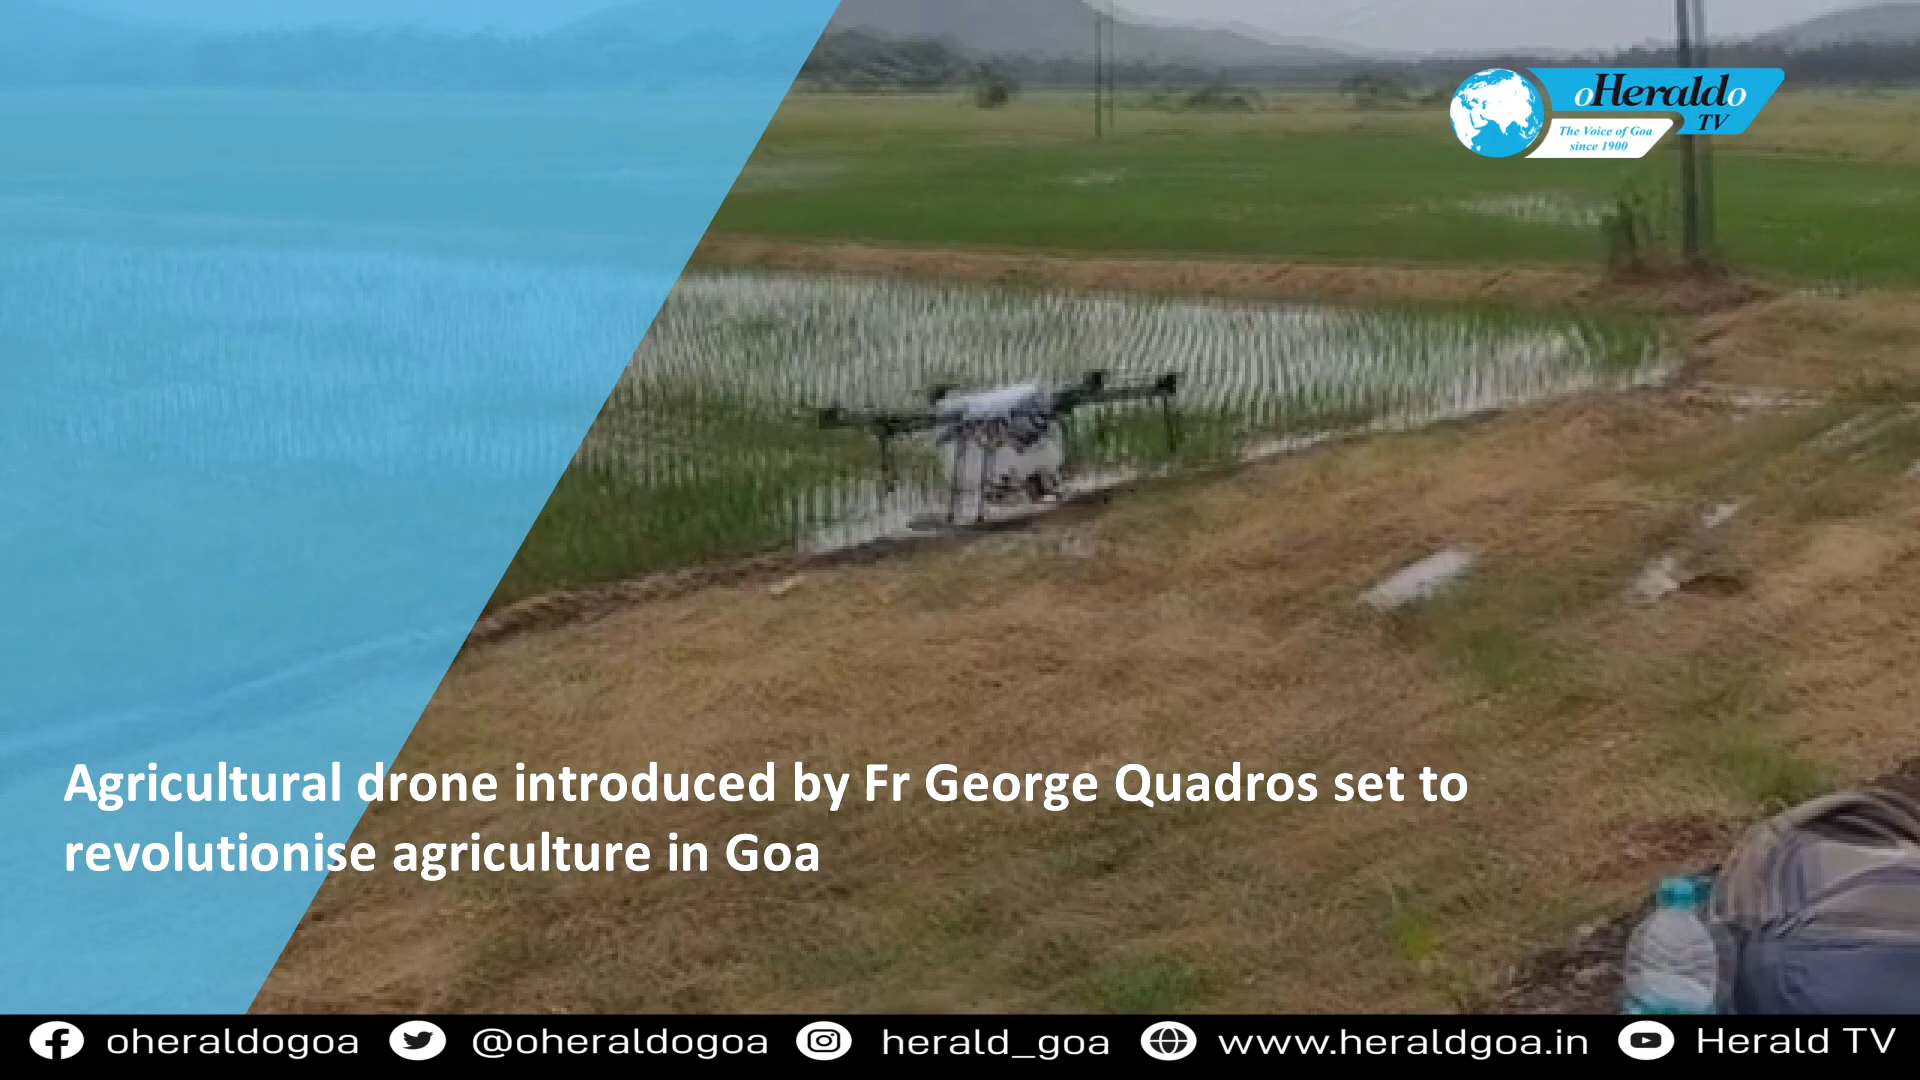 oHeraldo
TV
The Voice of Goa
since 1900
Agricultural drone introduced by Fr George Quadros set to
revolutionise agriculture in Goa
oheraldogoa @oheraldogoa herald_goa www.heraldgoa.in Herald TV